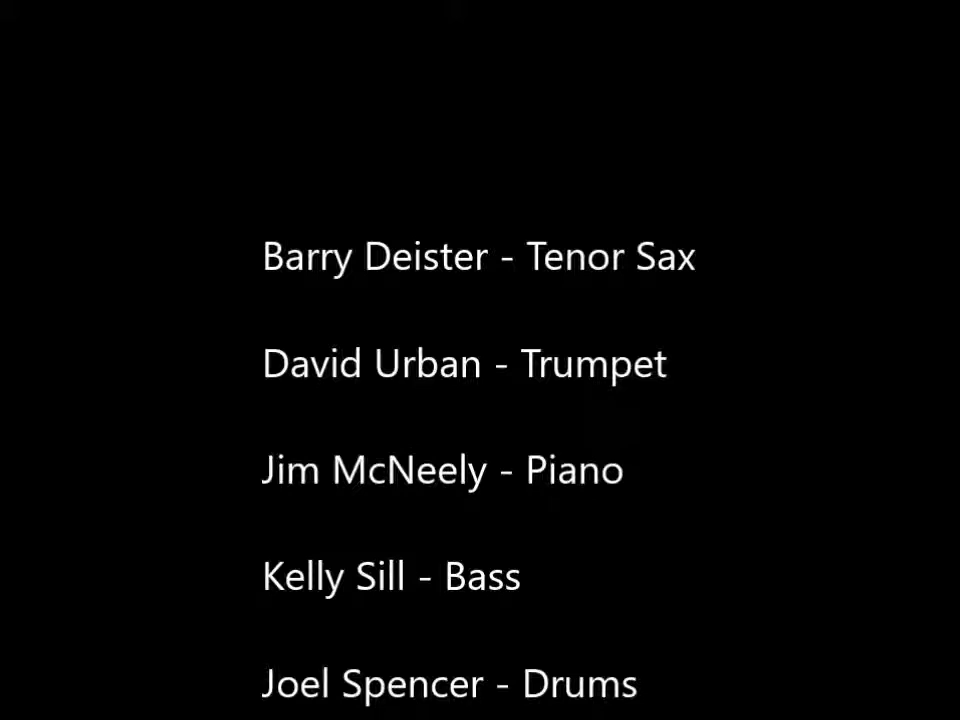 Barry Deister - Tenor Sax
David Urban - Trumpet
Jim McNeely - Piano
Kelly Sill - Bass
Joel Spencer - Drums